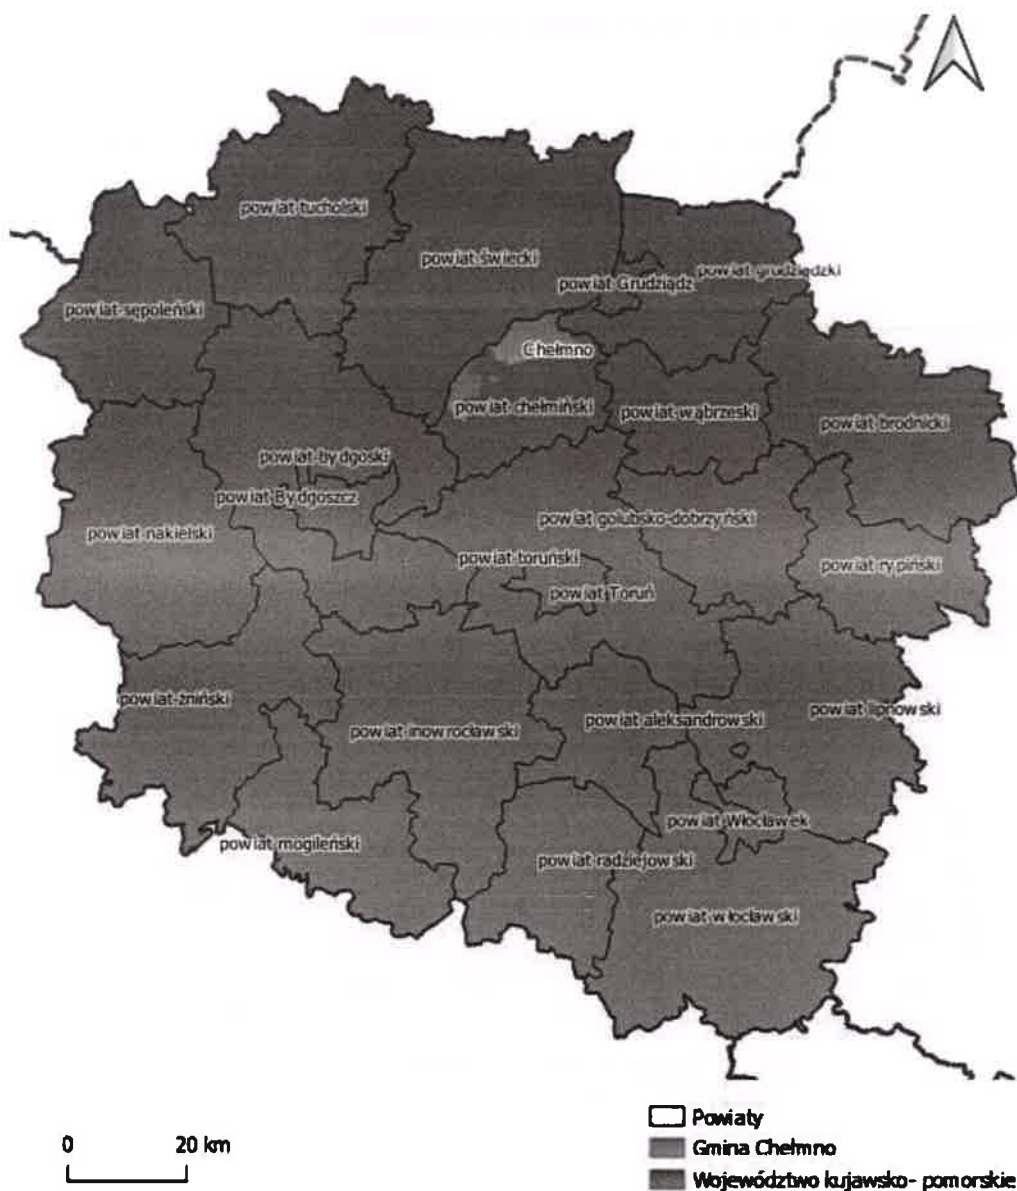 powiat tucholski
powiat świecki
powiat grudziądzki
powiat Grudziądz
powiat sępoleński
Chełmno
powiat chełmiński
powiat wąbrzeski
powiat brodnicki
powiat bydgoski
powiat Bydgoszcz
powiat golubsko-dobrzyński
powiat nakielski
powiat toruński
powiat rypiński
powiat Toruń
powiat żniński
powiat lipnowski
powiat aleksandrowski
powiat inowrocławski
powiat Włocławek
powiat mogileński
powiat radziejowski
powiat włocławski
0 20 km
Powiaty
Gmina Chełmno
Województwo kujawsko- pomorskie